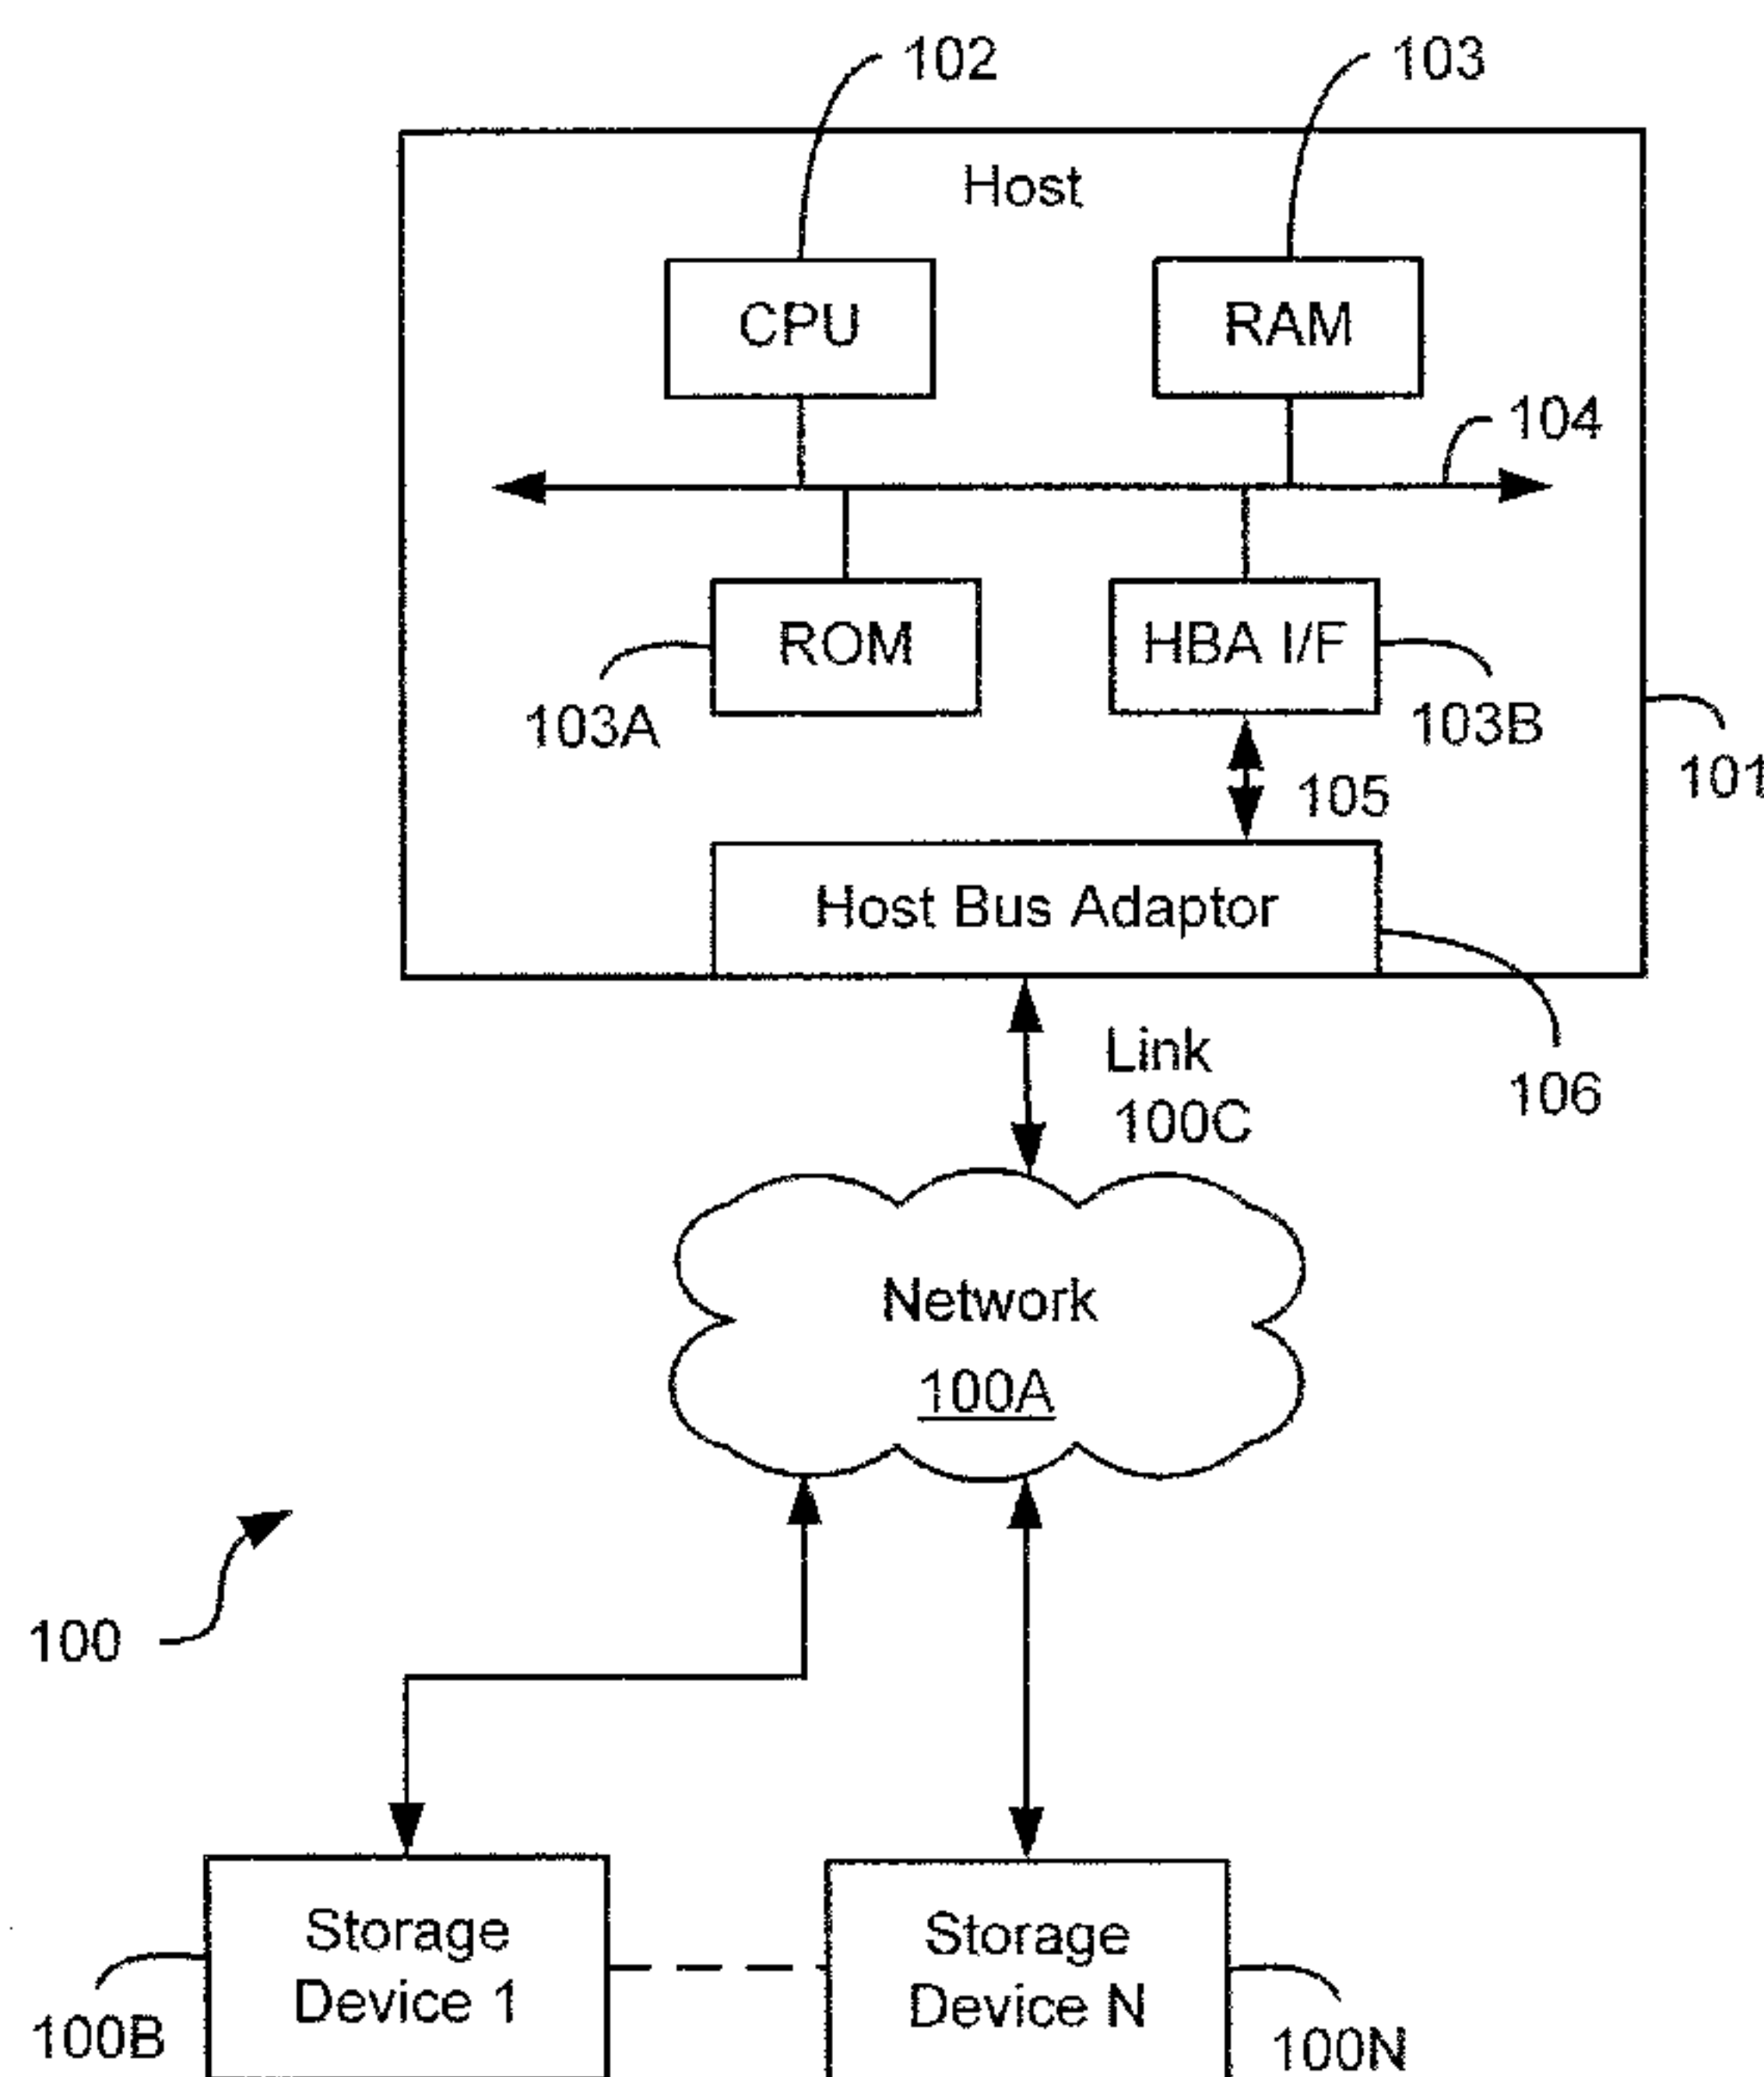 102
103
Host
CPU
RAM
104
ROM
HBA I/F
103A
103B
101
105
Host Bus Adaptor
Link
100C
106
Network
100A
100
Storage
Device 1
Storage
Device N
100B
100N